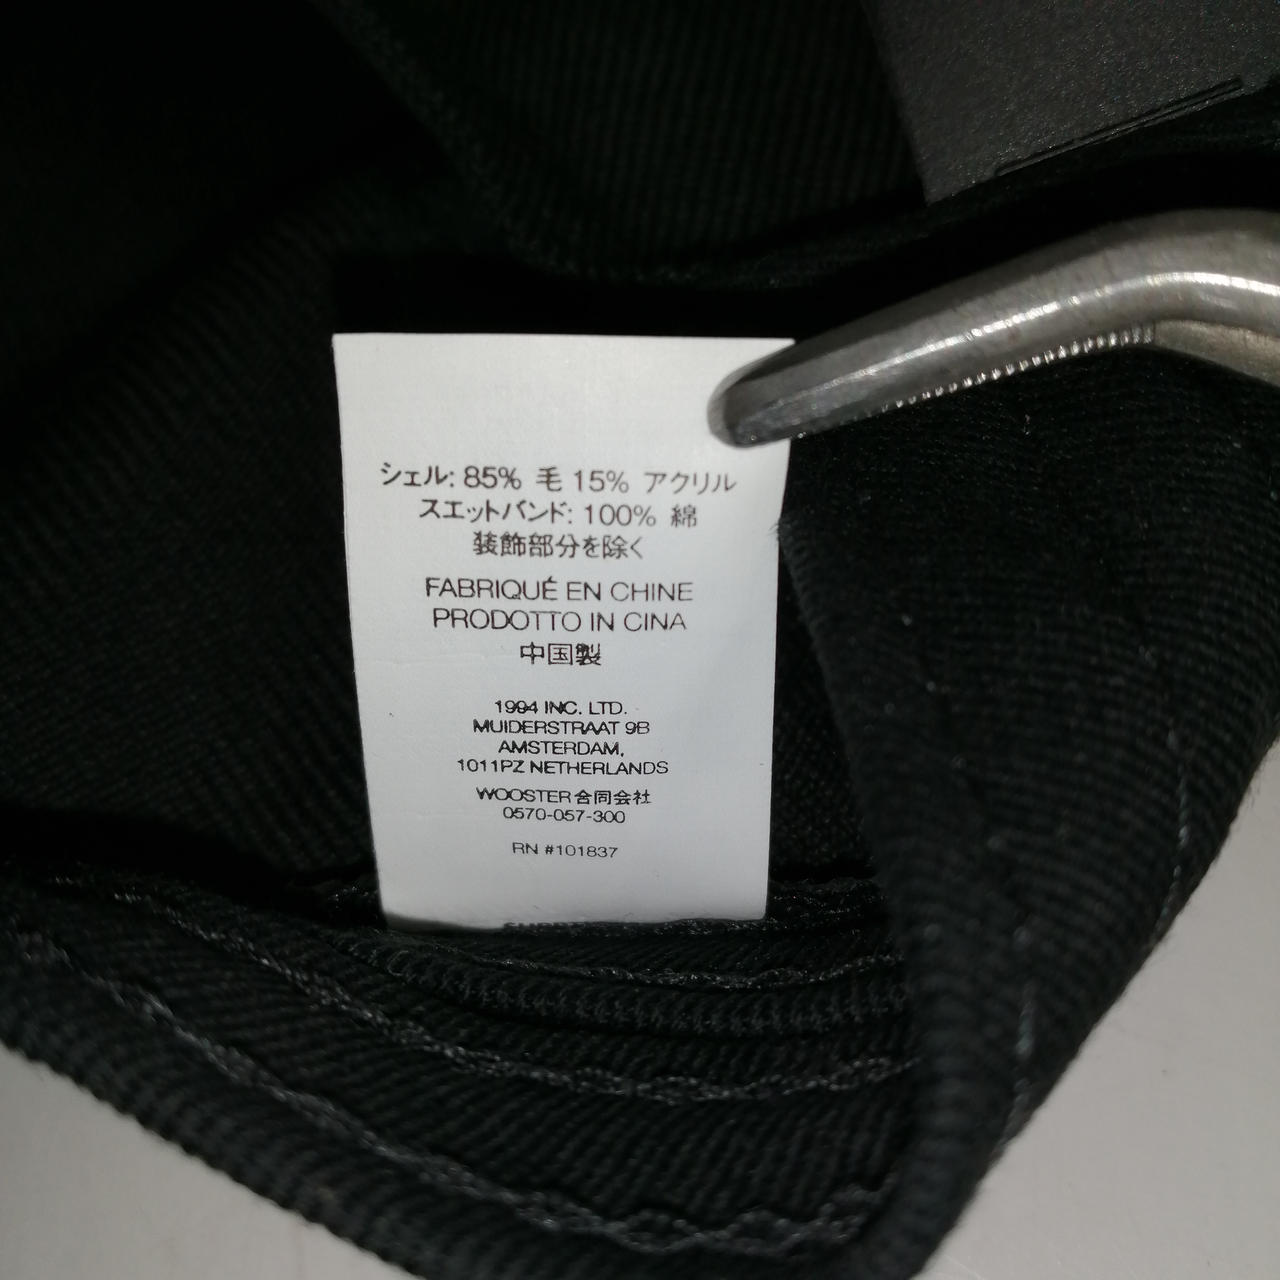 シェル: 85% 毛 15% アクリル
スエットバンド: 100% 綿
装飾部分を除く
FABRIQUÉ EN CHINE
PRODOTTO IN CINA
中国製
1994 INC. LTD.
MUIDERSTRAAT 9B
AMSTERDAM,
1011PZ NETHERLANDS
WOOSTER合同会社
0570-057-300
RN #101837